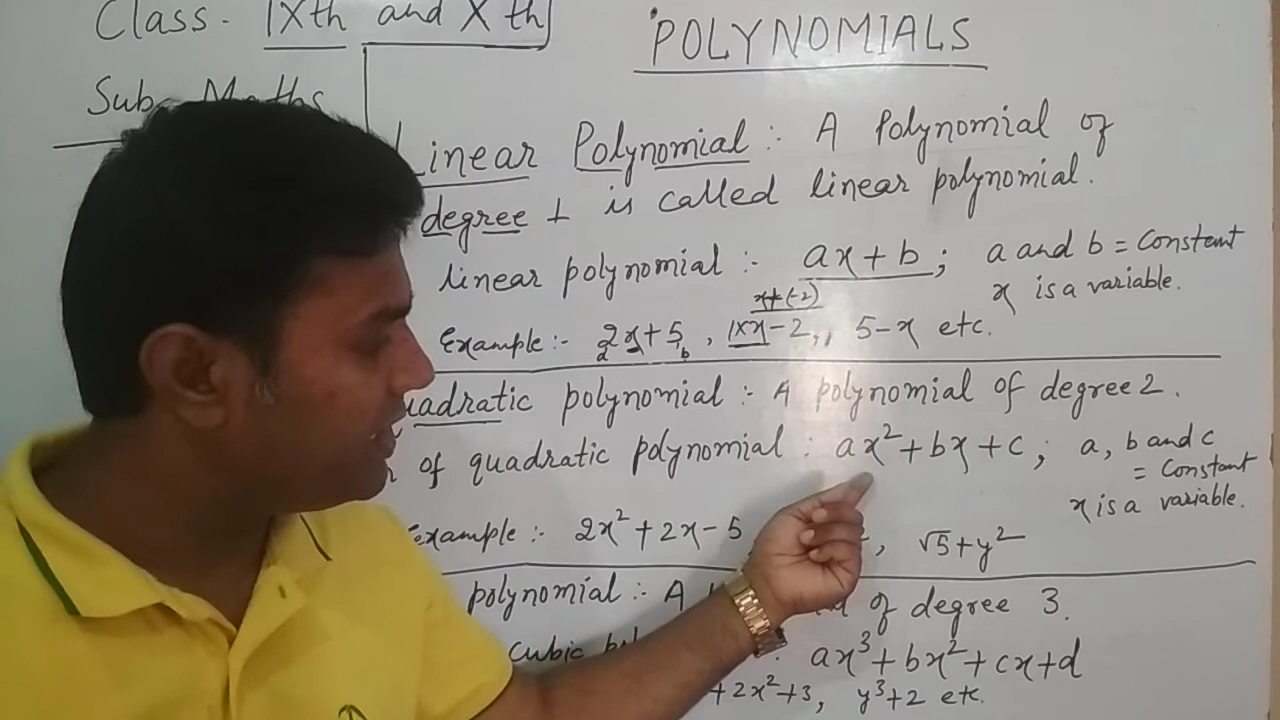 Class- IXth and Xth
POLYNOMIALS
Sub- Maths
Linear Polynomial :- A Polynomial of
degree 1 is called linear polynomial.
linear polynomial :- ax + b ; a and b = Constant
x is a variable.
x+(-2)
Example :- 2x+5, 1×x-2,, 5-x etc.
a b
uadratic polynomial :- A polynomial of degree 2.
of quadratic polynomial : ax²+bx+c ; a, b and c
= Constant
x is a variable.
Example :- 2x²+2x-5, √5+y²
polynomial :- A of degree 3.
cubic ax³+bx²+cx+d
+2x²+3, y³+2 etc.